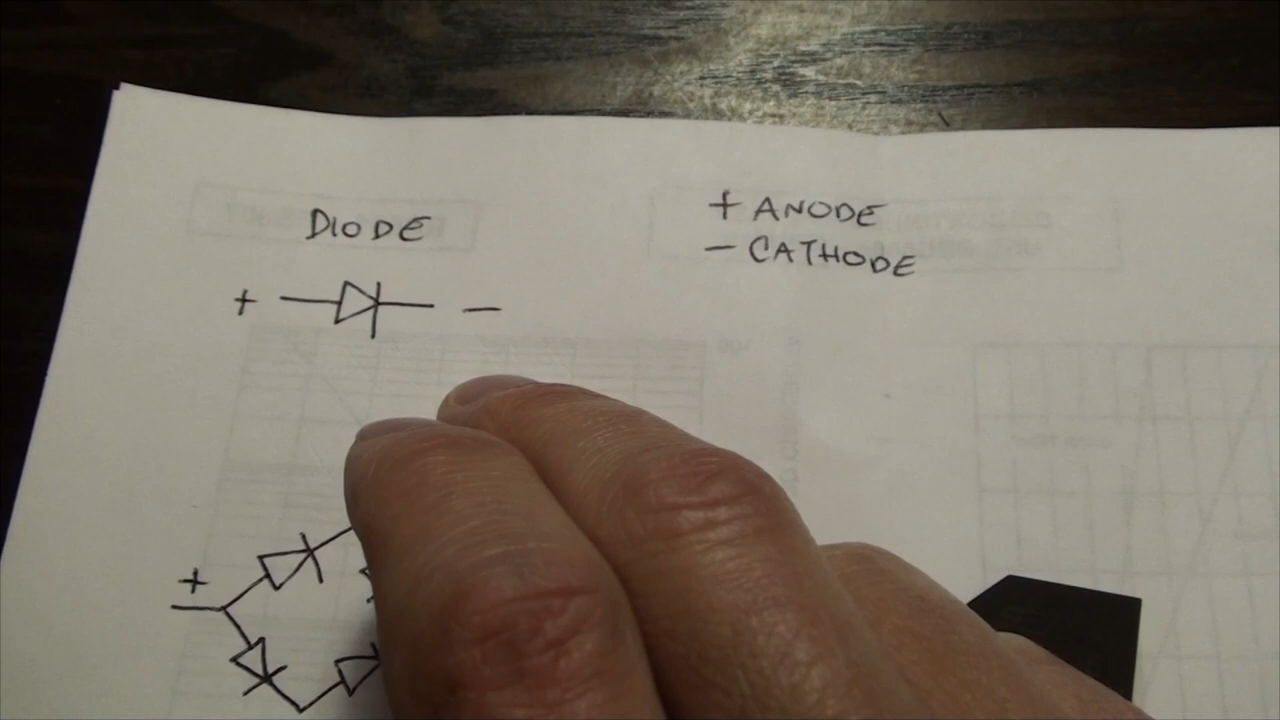 DIODE
+ ANODE
- CATHODE
+ -
+